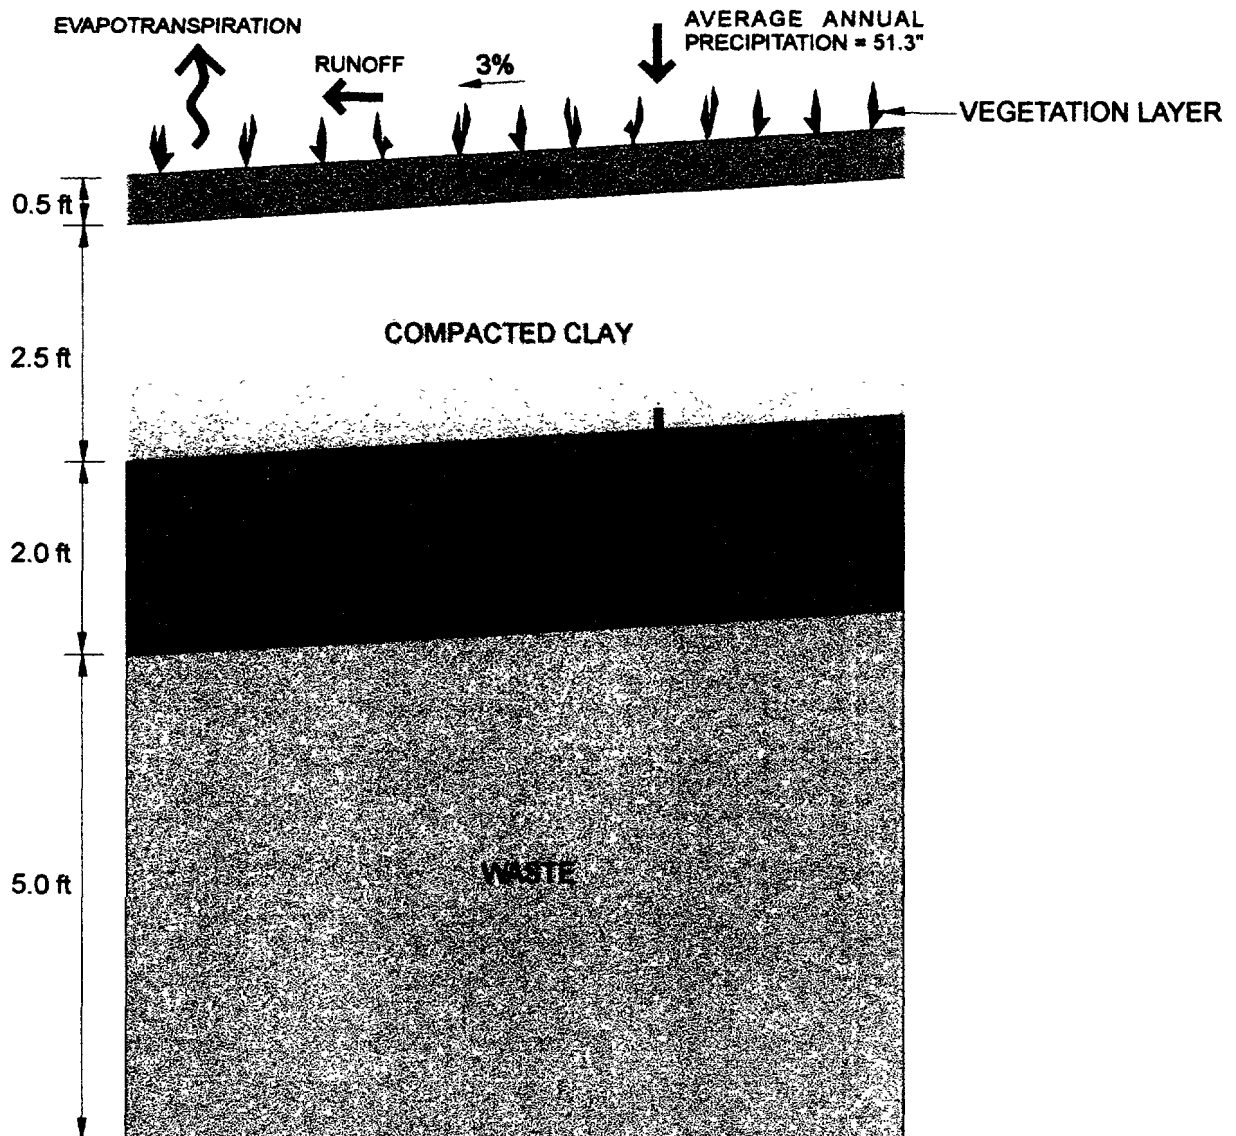 EVAPOTRANSPIRATION
AVERAGE ANNUAL
PRECIPITATION = 51.3"
RUNOFF
3%
VEGETATION LAYER
0.5 ft
COMPACTED CLAY
2.5 ft
2.0 ft
WASTE
5.0 ft